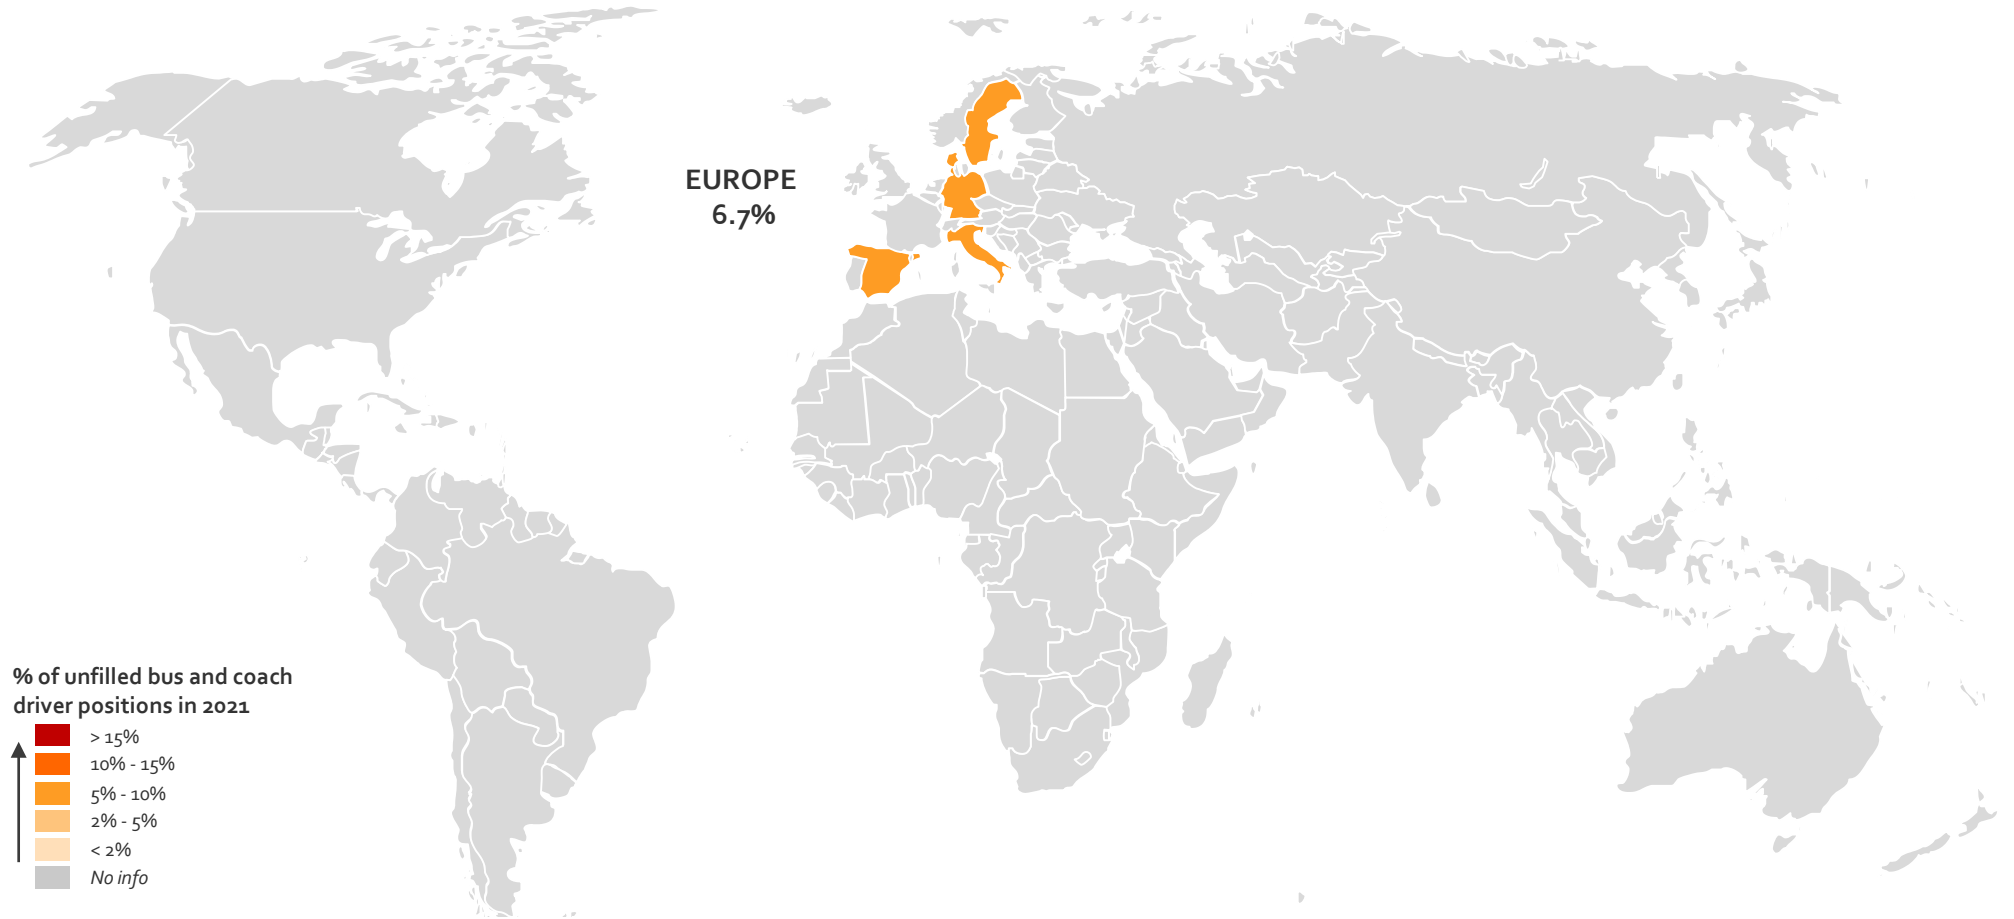 EUROPE
6.7%
% of unfilled bus and coach
driver positions in 2021
> 15%
10% - 15%
5% - 10%
2% - 5%
< 2%
No info